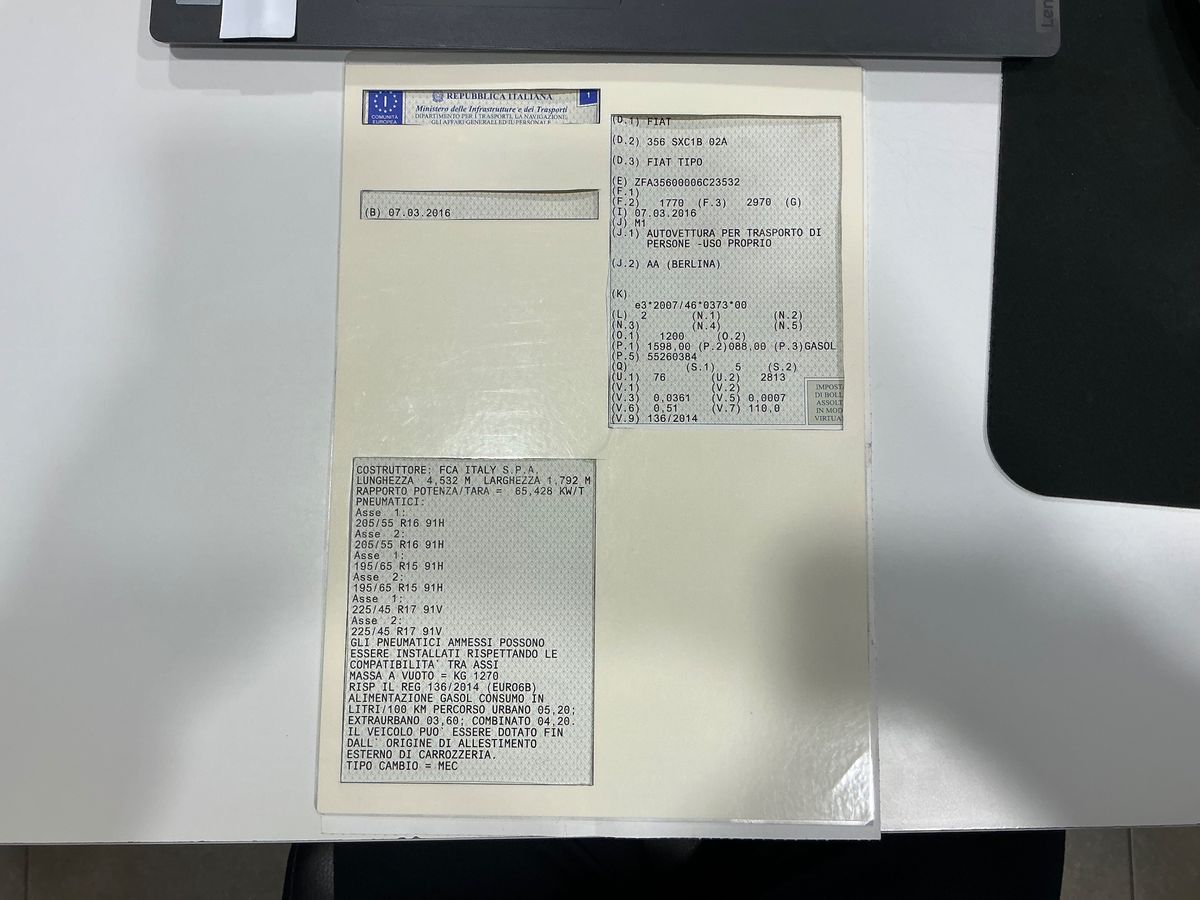 REPUBBLICA ITALIANA
I
COMUNITÀ
EUROPEA
1
Ministero delle Infrastrutture e dei Trasporti
DIPARTIMENTO PER I TRASPORTI, LA NAVIGAZIONE,
GLI AFFARI GENERALI ED IL PERSONALE
(B) 07.03.2016
(D.1) FIAT
(D.2) 356 SXC1B 02A
(D.3) FIAT TIPO
(E) ZFA35600006C23532
(F.1)
(F.2) 1770 (F.3) 2970 (G)
(I) 07.03.2016
(J) M1
(J.1) AUTOVETTURA PER TRASPORTO DI
PERSONE -USO PROPRIO
(J.2) AA (BERLINA)
(K)
e3*2007/46*0373*00
(L) 2 (N.1) (N.2)
(N.3) (N.4) (N.5)
(O.1) 1200 (O.2)
(P.1) 1598,00 (P.2)088,00 (P.3)GASOL
(P.5) 55260384
(Q) (S.1) 5 (S.2)
(U.1) 76 (U.2) 2813
(V.1) (V.2)
(V.3) 0,0361 (V.5) 0,0007
(V.6) 0,51 (V.7) 110,0
(V.9) 136/2014
IMPOSTA
DI BOLL
ASSOLT
IN MOD
VIRTUA
COSTRUTTORE: FCA ITALY S.P.A.
LUNGHEZZA 4,532 M LARGHEZZA 1,792 M
RAPPORTO POTENZA/TARA = 65,428 KW/T
PNEUMATICI:
Asse 1:
205/55 R16 91H
Asse 2:
205/55 R16 91H
Asse 1:
195/65 R15 91H
Asse 2:
195/65 R15 91H
Asse 1:
225/45 R17 91V
Asse 2:
225/45 R17 91V
GLI PNEUMATICI AMMESSI POSSONO
ESSERE INSTALLATI RISPETTANDO LE
COMPATIBILITA' TRA ASSI
MASSA A VUOTO = KG 1270
RISP IL REG 136/2014 (EURO6B)
ALIMENTAZIONE GASOL CONSUMO IN
LITRI/100 KM PERCORSO URBANO 05,20;
EXTRAURBANO 03,60; COMBINATO 04,20.
IL VEICOLO PUO' ESSERE DOTATO FIN
DALL' ORIGINE DI ALLESTIMENTO
ESTERNO DI CARROZZERIA.
TIPO CAMBIO = MEC